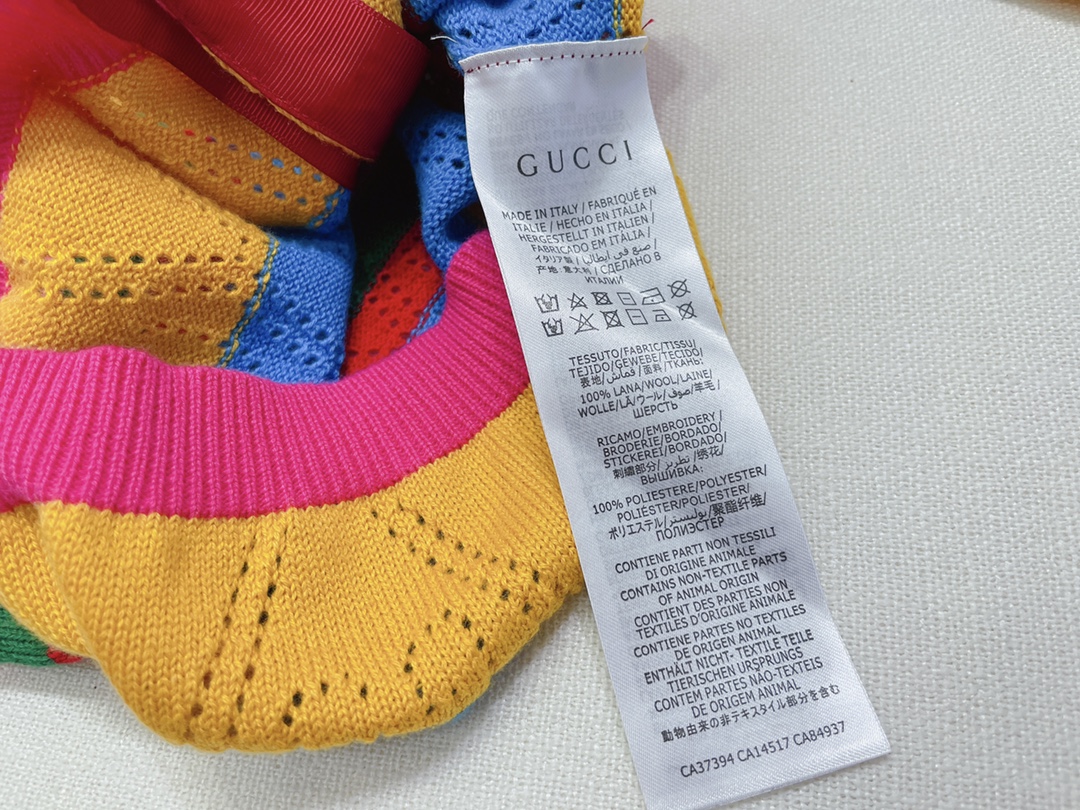 GUCCI
MADE IN ITALY / FABRIQUÉ EN
ITALIE / HECHO EN ITALIA /
HERGESTELLT IN ITALIEN /
FABRICADO EM ITÁLIA /
イタリア製 / صنع في ايطاليا /
产地: 意大利 / СДЕЛАНО В
ИТАЛИИ
TESSUTO/FABRIC/TISSU/
TEJIDO/GEWEBE/TECIDO/
表地/قماش/面料/ТКАНЬ:
100% LANA/WOOL/LAINE/
WOLLE/LÃ/ウール/صوف/羊毛/
ШЕРСТЬ
RICAMO/EMBROIDERY/
BRODERIE/BORDADO/
STICKEREI/BORDADO/
刺繍部分/تطريز/绣花/
ВЫШИВКА:
100% POLIESTERE/POLYESTER/
POLIESTER/POLIESTER/
ポリエステル/بوليستر/聚酯纤维/
ПОЛИЭСТЕР
CONTIENE PARTI NON TESSILI
DI ORIGINE ANIMALE
CONTAINS NON-TEXTILE PARTS
OF ANIMAL ORIGIN
CONTIENT DES PARTIES NON
TEXTILES D'ORIGINE ANIMALE
CONTIENE PARTES NO TEXTILES
DE ORIGEN ANIMAL
ENTHÄLT NICHT- TEXTILE TEILE
TIERISCHEN URSPRUNGS
CONTEM PARTES NÃO-TEXTEIS
DE ORIGEM ANIMAL
動物由来の非テキスタイル部分を含む
CA37394 CA14517 CA84937